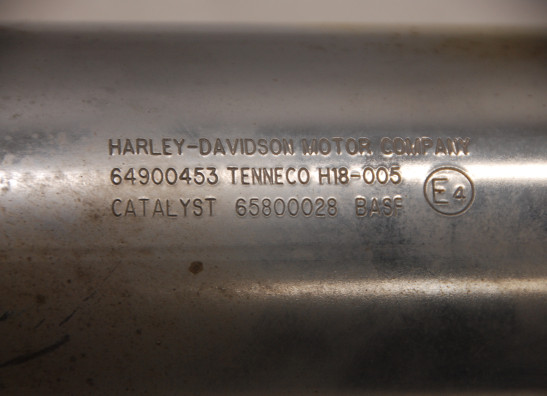 HARLEY-DAVIDSON MOTOR COMPANY
64900453 TENNECO H18-005
CATALYST 65800028 BASF E4